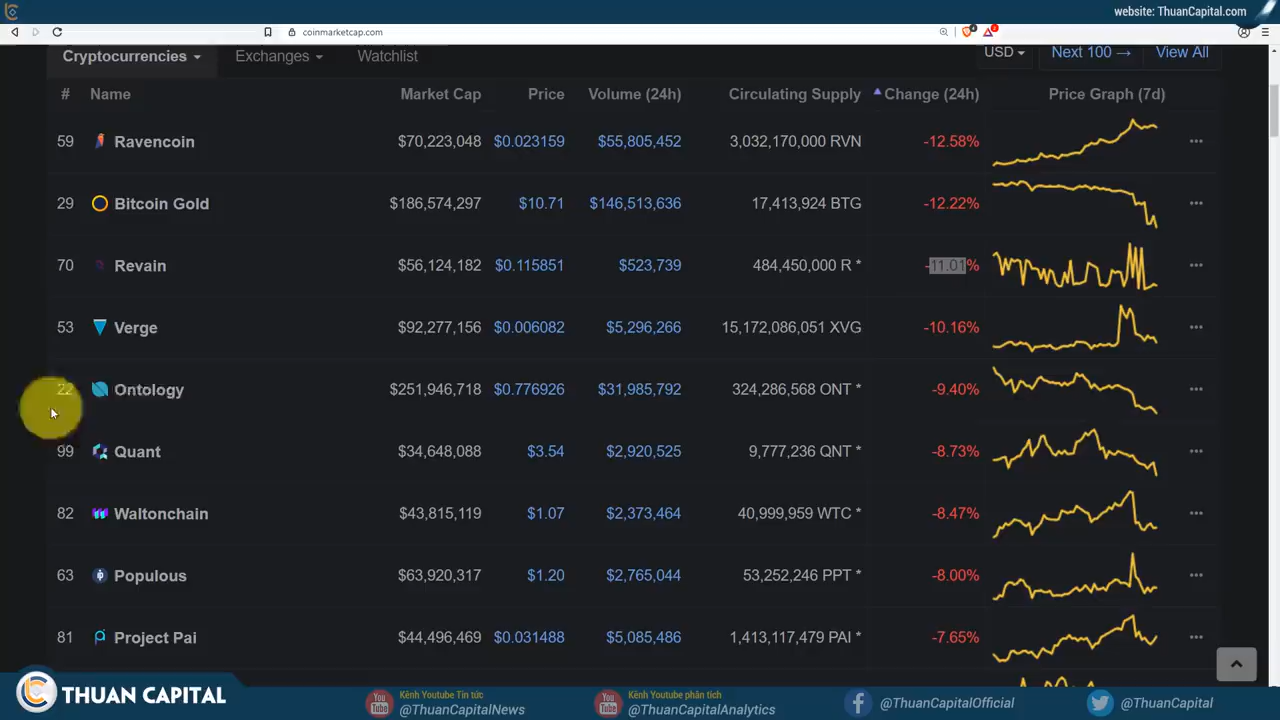 website: ThuanCapital.com
coinmarketcap.com
Cryptocurrencies Exchanges Watchlist USD Next 100 → View All
# Name Market Cap Price Volume (24h) Circulating Supply Change (24h) Price Graph (7d)
59 Ravencoin $70,223,048 $0.023159 $55,805,452 3,032,170,000 RVN -12.58%
29 Bitcoin Gold $186,574,297 $10.71 $146,513,636 17,413,924 BTG -12.22%
70 Revain $56,124,182 $0.115851 $523,739 484,450,000 R * -11.01%
53 Verge $92,277,156 $0.006082 $5,296,266 15,172,086,051 XVG -10.16%
22 Ontology $251,946,718 $0.776926 $31,985,792 324,286,568 ONT * -9.40%
99 Quant $34,648,088 $3.54 $2,920,525 9,777,236 QNT * -8.73%
82 Waltonchain $43,815,119 $1.07 $2,373,464 40,999,959 WTC * -8.47%
63 Populous $63,920,317 $1.20 $2,765,044 53,252,246 PPT * -8.00%
81 Project Pai $44,496,469 $0.031488 $5,085,486 1,413,117,479 PAI * -7.65%
THUAN CAPITAL
You Tube Kênh Youtube Tin tức
@ThuanCapitalNews
You Tube Kênh Youtube phân tích
@ThuanCapitalAnalytics
@ThuanCapitalOfficial
@ThuanCapital